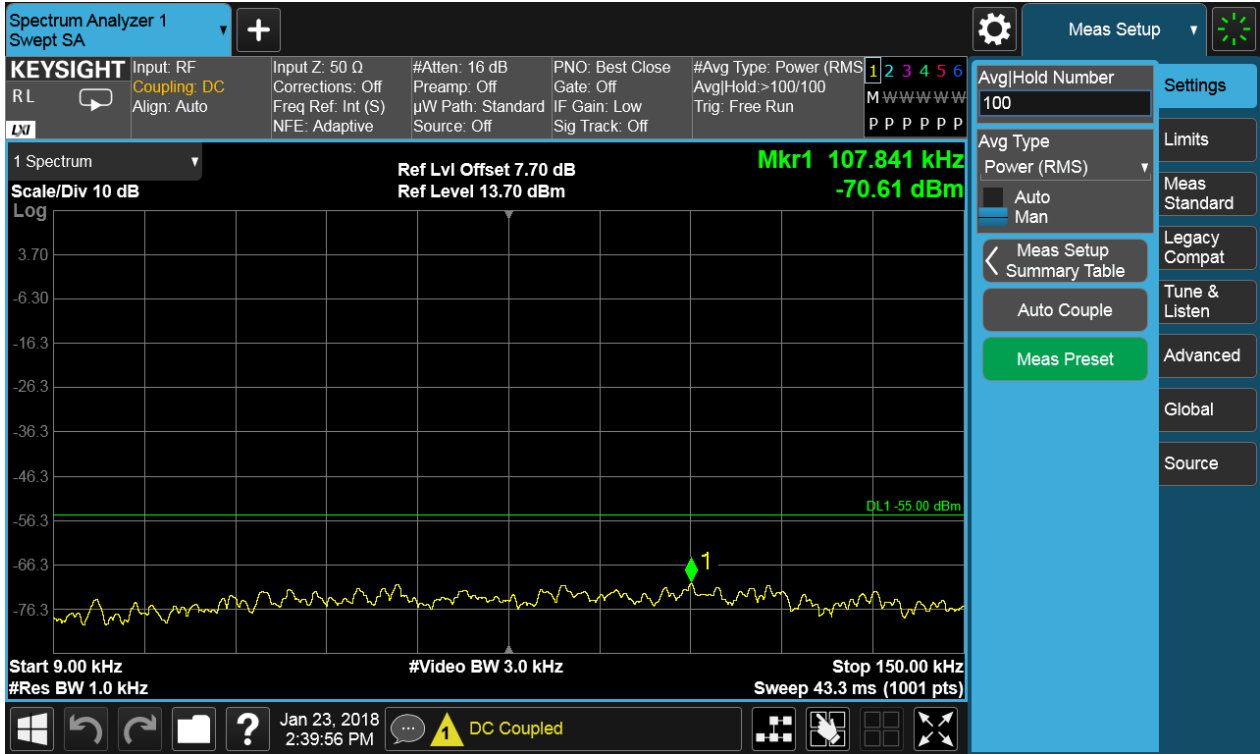 Spectrum Analyzer 1
Swept SA
+
Meas Setup
KEYSIGHT
RL
LXI
Input: RF
Coupling: DC
Align: Auto
Input Z: 50 Ω
Corrections: Off
Freq Ref: Int (S)
NFE: Adaptive
#Atten: 16 dB
Preamp: Off
µW Path: Standard
Source: Off
PNO: Best Close
Gate: Off
IF Gain: Low
Sig Track: Off
#Avg Type: Power (RMS
Avg|Hold:>100/100
Trig: Free Run
1 2 3 4 5 6
M W W W W W
P P P P P P
1 Spectrum
Scale/Div 10 dB
Log
Ref Lvl Offset 7.70 dB
Ref Level 13.70 dBm
Mkr1 107.841 kHz
-70.61 dBm
3.70
-6.30
-16.3
-26.3
-36.3
-46.3
DL1 -55.00 dBm
-56.3
1
-66.3
-76.3
Start 9.00 kHz
#Video BW 3.0 kHz
Stop 150.00 kHz
#Res BW 1.0 kHz
Sweep 43.3 ms (1001 pts)
?
Jan 23, 2018
2:39:56 PM
1
DC Coupled
Avg|Hold Number
100
Avg Type
Power (RMS)
Auto
Man
Meas Setup
Summary Table
Auto Couple
Meas Preset
Settings
Limits
Meas
Standard
Legacy
Compat
Tune &
Listen
Advanced
Global
Source